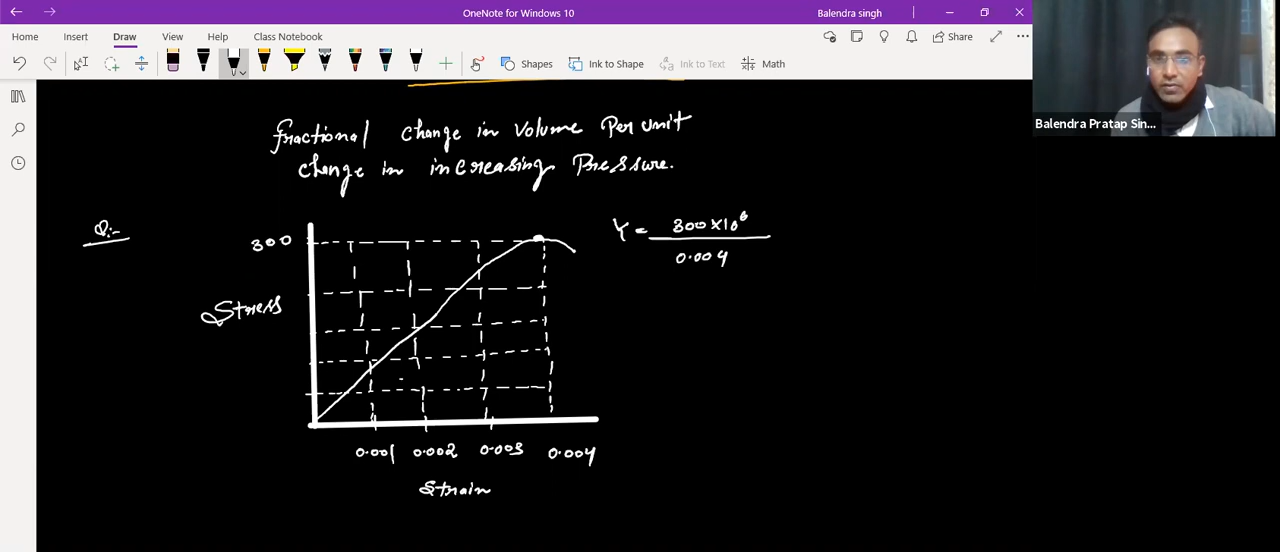 OneNote for Windows 10
Balendra singh
Home Insert Draw View Help Class Notebook
Share
Shapes Ink to Shape Ink to Text Math
Balendra Pratap Sin...
fractional change in volume Per unit
change in increasing Pressure.
Q:-
300
Stress
0.001 0.002 0.003 0.004
Strain
Y = 300×10⁶
0.004